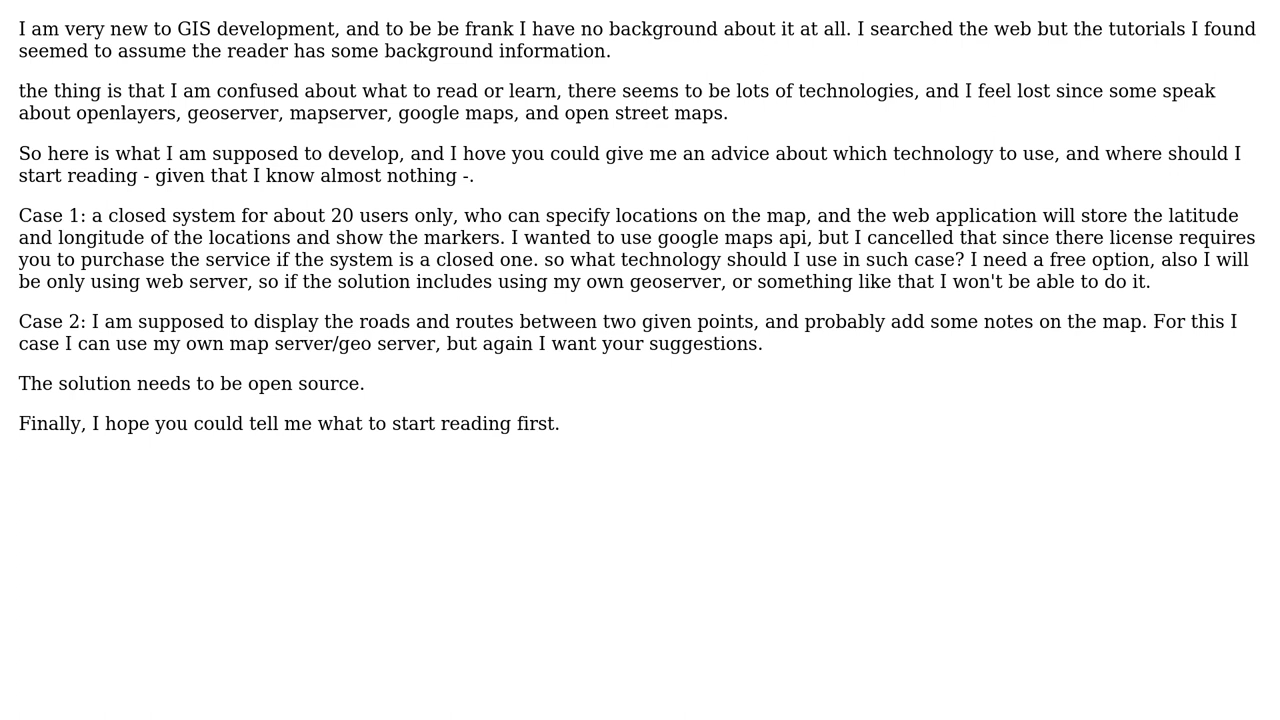 I am very new to GIS development, and to be be frank I have no background about it at all. I searched the web but the tutorials I found
seemed to assume the reader has some background information.
the thing is that I am confused about what to read or learn, there seems to be lots of technologies, and I feel lost since some speak
about openlayers, geoserver, mapserver, google maps, and open street maps.
So here is what I am supposed to develop, and I hove you could give me an advice about which technology to use, and where should I
start reading - given that I know almost nothing -.
Case 1: a closed system for about 20 users only, who can specify locations on the map, and the web application will store the latitude
and longitude of the locations and show the markers. I wanted to use google maps api, but I cancelled that since there license requires
you to purchase the service if the system is a closed one. so what technology should I use in such case? I need a free option, also I will
be only using web server, so if the solution includes using my own geoserver, or something like that I won't be able to do it.
Case 2: I am supposed to display the roads and routes between two given points, and probably add some notes on the map. For this I
case I can use my own map server/geo server, but again I want your suggestions.
The solution needs to be open source.
Finally, I hope you could tell me what to start reading first.